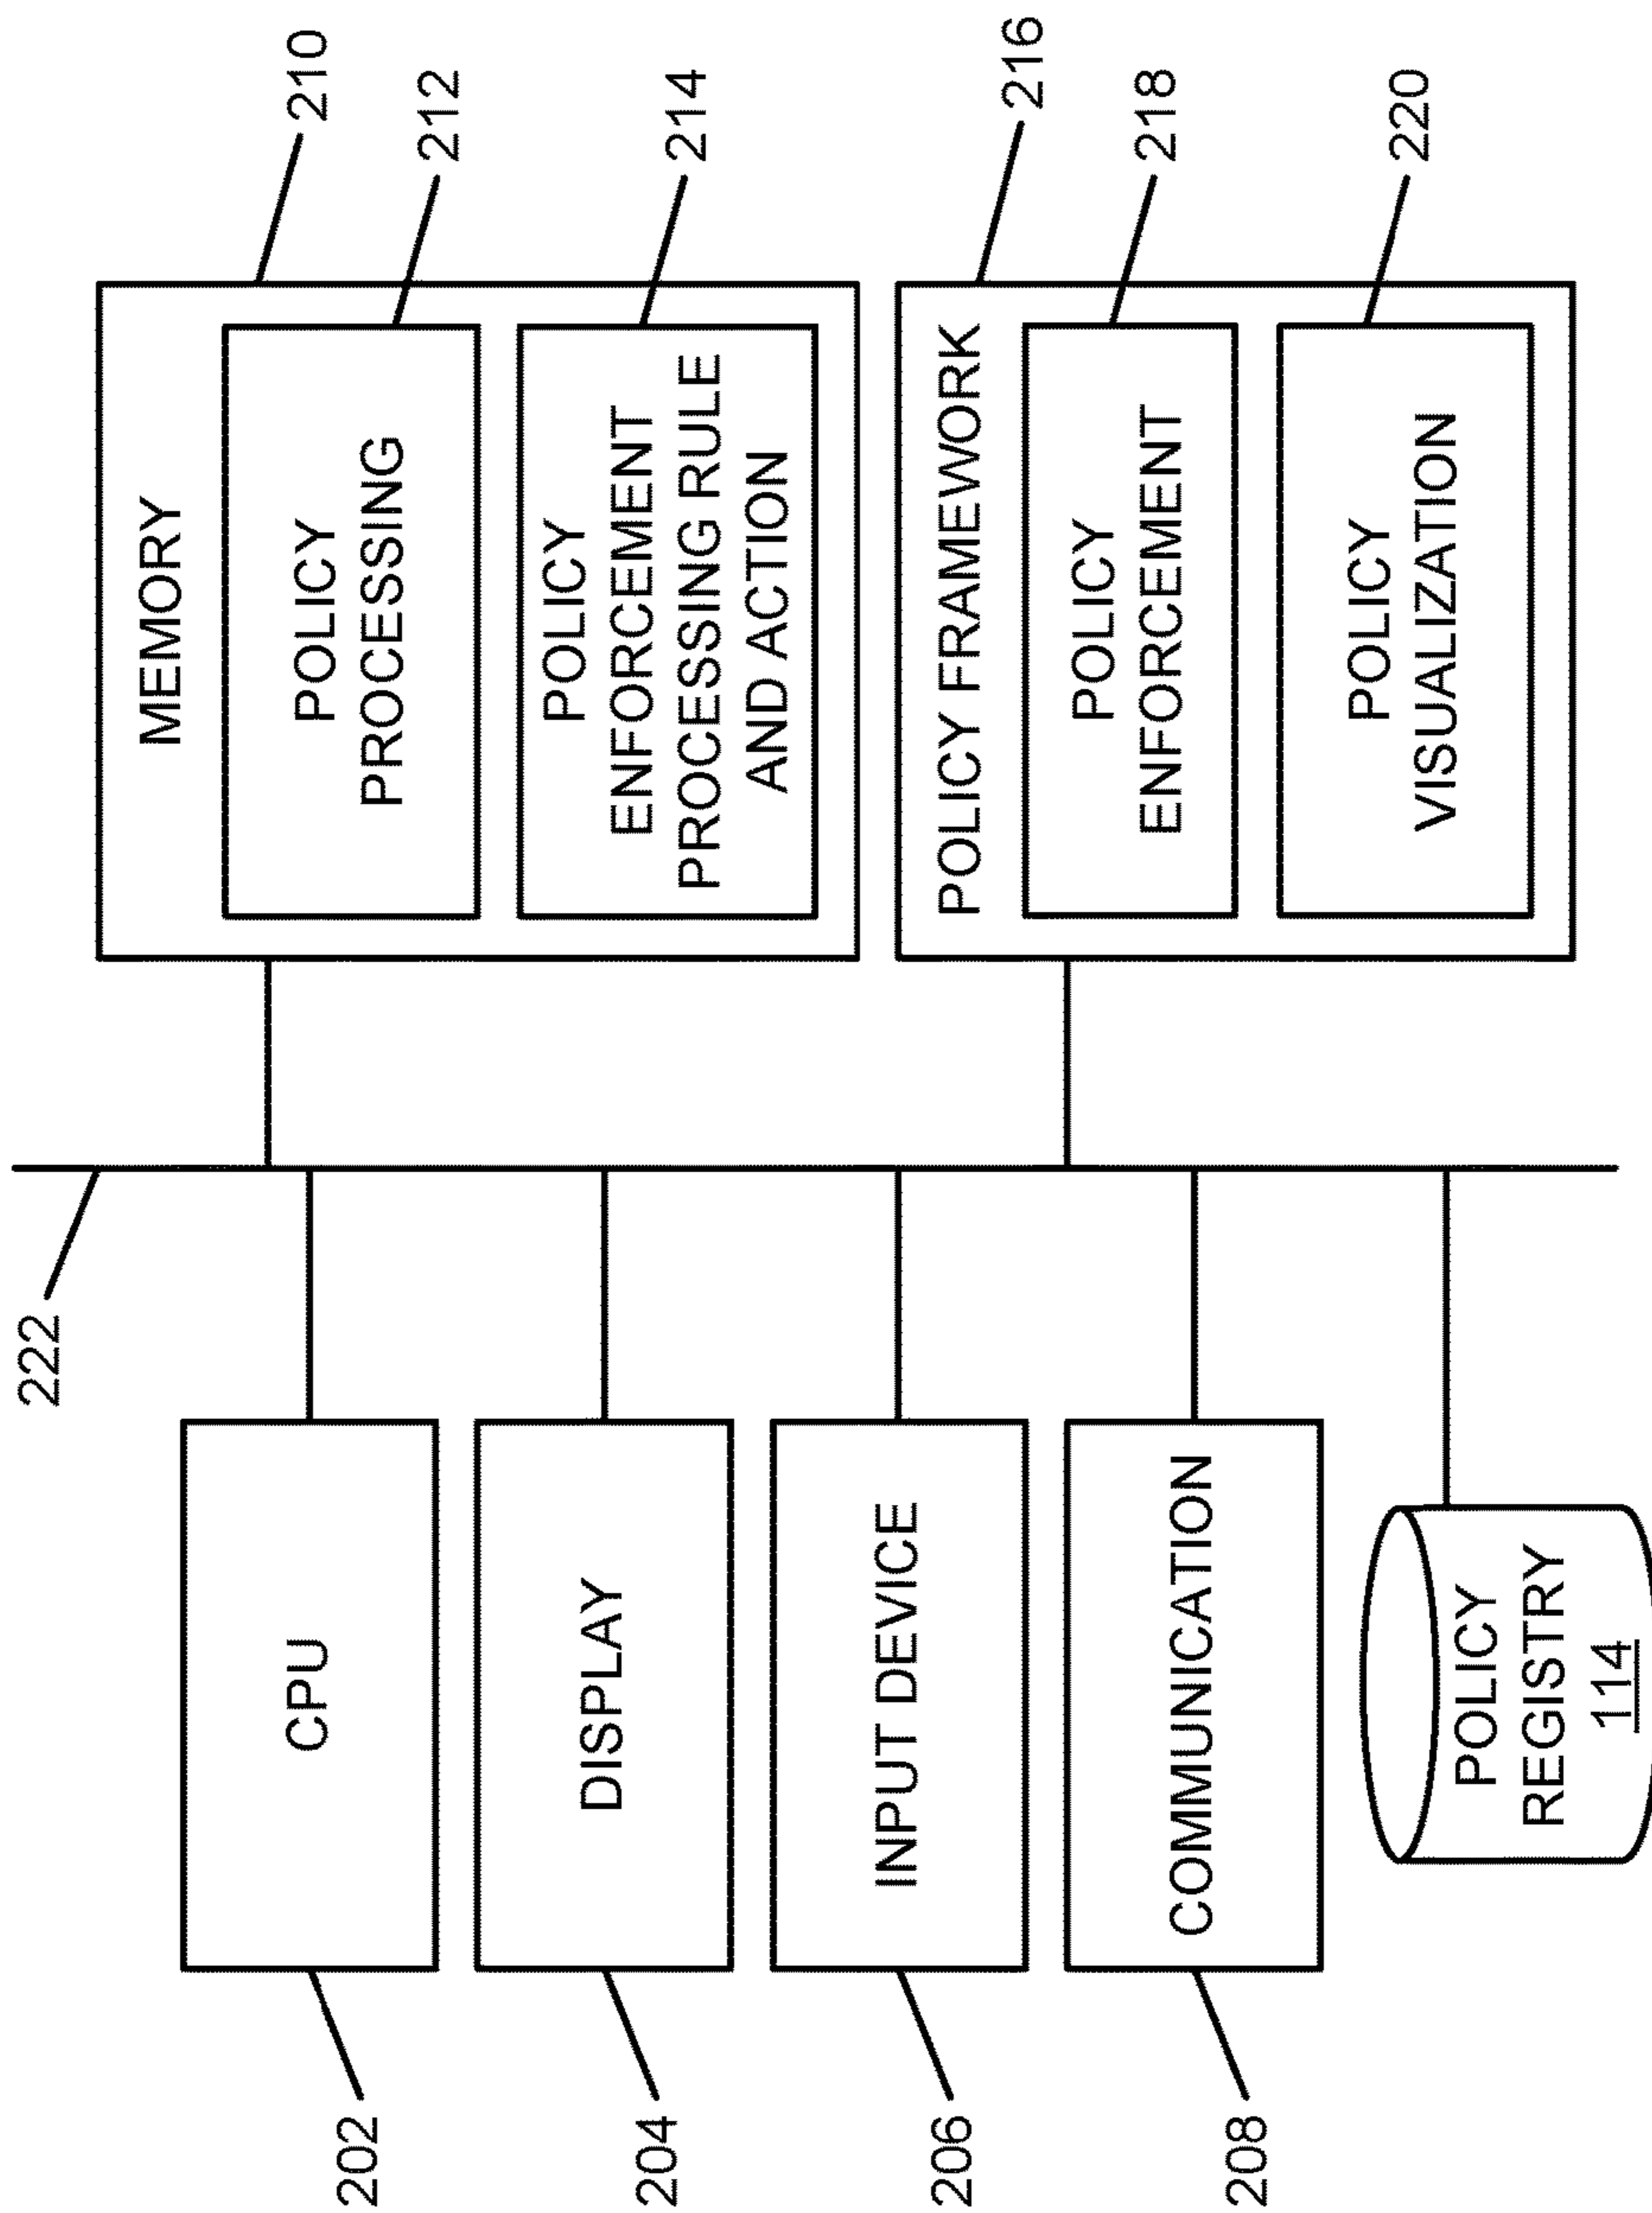 222
202
CPU
204
DISPLAY
206
INPUT DEVICE
208
COMMUNICATION
POLICY
REGISTRY
114
MEMORY
210
POLICY
PROCESSING
212
POLICY
ENFORCEMENT
PROCESSING RULE
AND ACTION
214
POLICY FRAMEWORK
216
POLICY
ENFORCEMENT
218
POLICY
VISUALIZATION
220